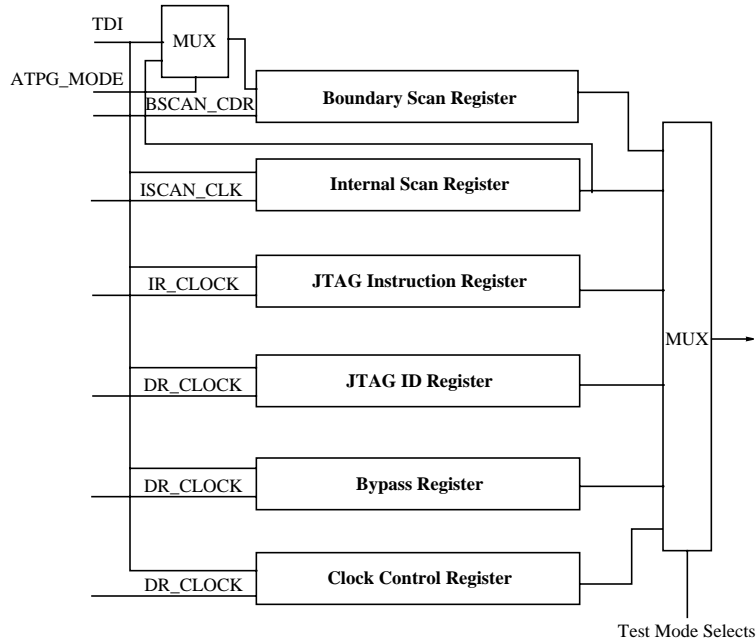 TDI
MUX
ATPG_MODE
BSCAN_CDR
Boundary Scan Register
Internal Scan Register
ISCAN_CLK
JTAG Instruction Register
IR_CLOCK
MUX
JTAG ID Register
DR_CLOCK
Bypass Register
DR_CLOCK
Clock Control Register
DR_CLOCK
Test Mode Selects